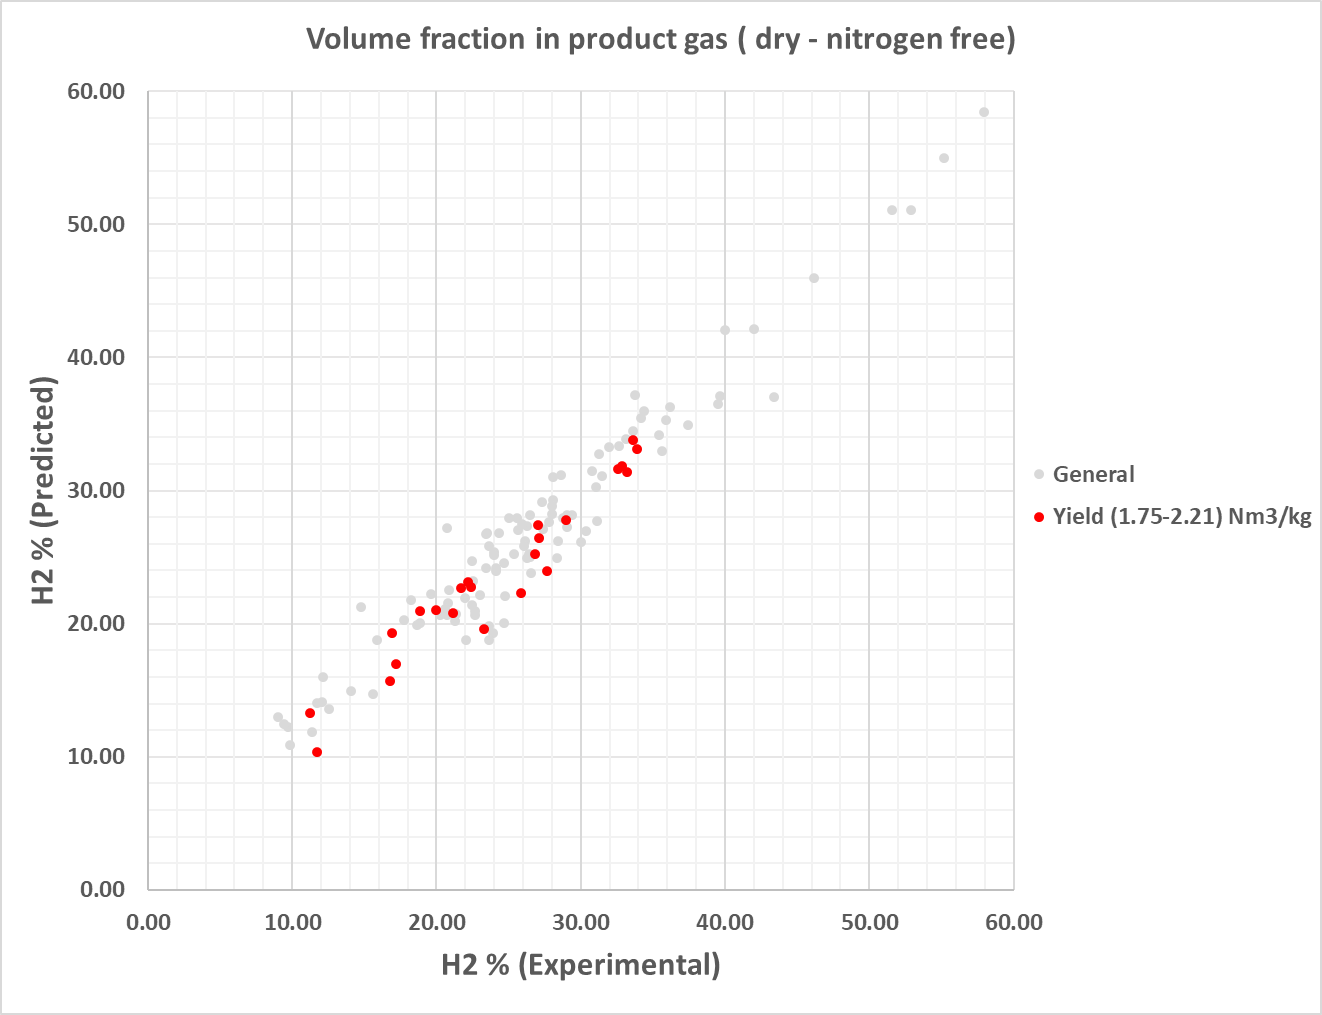 Volume fraction in product gas ( dry - nitrogen free)
60.00
50.00
40.00
30.00
20.00
10.00
0.00
H2 % (Predicted)
0.00 10.00 20.00 30.00 40.00 50.00 60.00
H2 % (Experimental)
General
Yield (1.75-2.21) Nm3/kg